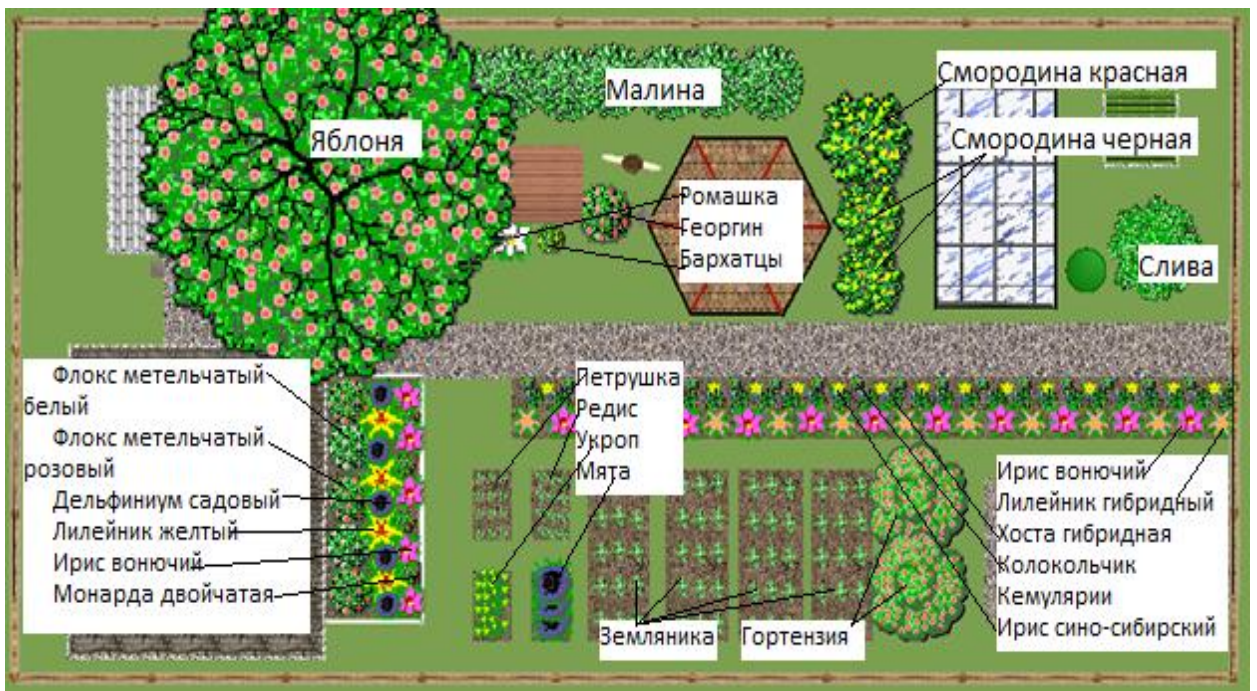 Яблоня
Малина
Смородина красная
Смородина черная
Ромашка
Георгин
Бархатцы
Слива
Флокс метельчатый
белый
Флокс метельчатый
розовый
Дельфиниум садовый
Лилейник желтый
Ирис вонючий
Монарда двойчатая
Петрушка
Редис
Укроп
Мята
Земляника
Гортензия
Ирис вонючий
Лилейник гибридный
Хоста гибридная
Колокольчик
Кемулярии
Ирис сино-сибирский